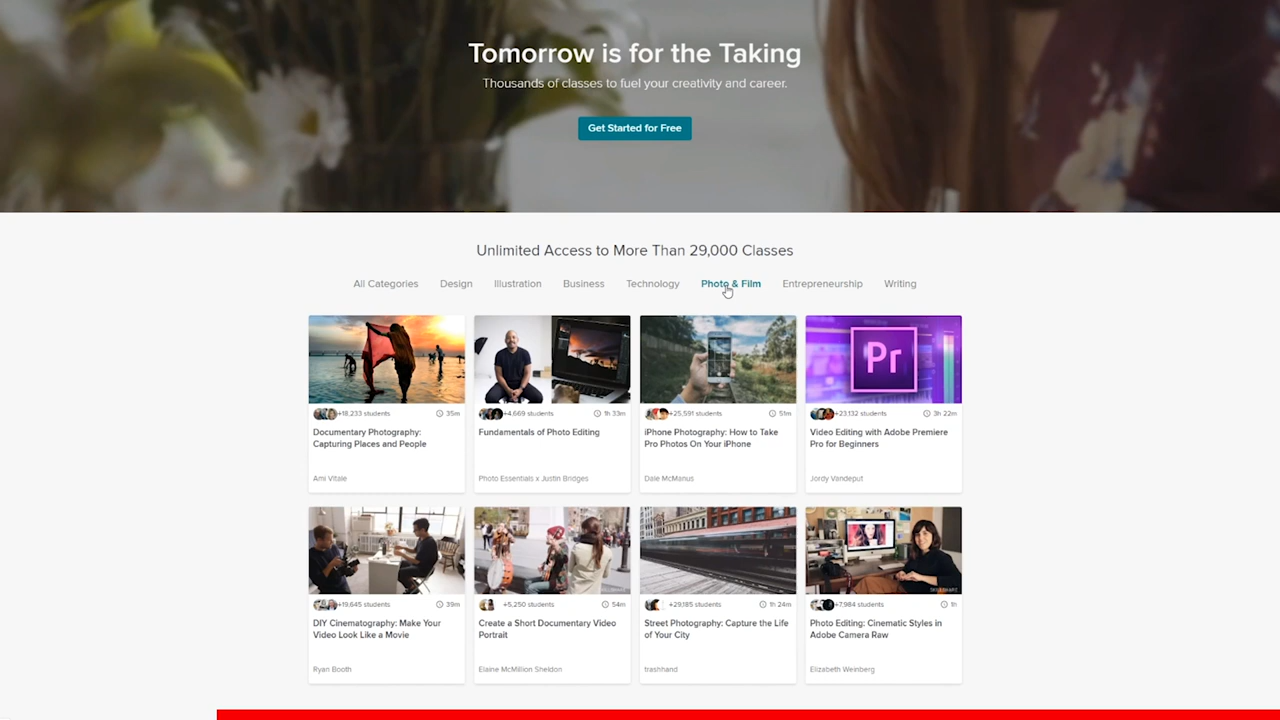 Tomorrow is for the Taking
Thousands of classes to fuel your creativity and career.
Get Started for Free
Unlimited Access to More Than 29,000 Classes
All Categories Design Illustration Business Technology Photo & Film Entrepreneurship Writing
Pr
+18,233 students 35m
Documentary Photography:
Capturing Places and People
Ami Vitale
+4,669 students 1h 33m
Fundamentals of Photo Editing
Photo Essentials x Justin Bridges
+25,591 students 51m
iPhone Photography: How to Take
Pro Photos On Your iPhone
Dale McManus
+23,132 students 3h 22m
Video Editing with Adobe Premiere
Pro for Beginners
Jordy Vandeput
+19,645 students 39m
DIY Cinematography: Make Your
Video Look Like a Movie
Ryan Booth
+5,250 students 54m
Create a Short Documentary Video
Portrait
Elaine McMillion Sheldon
+29,185 students 1h 24m
Street Photography: Capture the Life
of Your City
trashhand
+7,984 students 1h
Photo Editing: Cinematic Styles in
Adobe Camera Raw
Elizabeth Weinberg